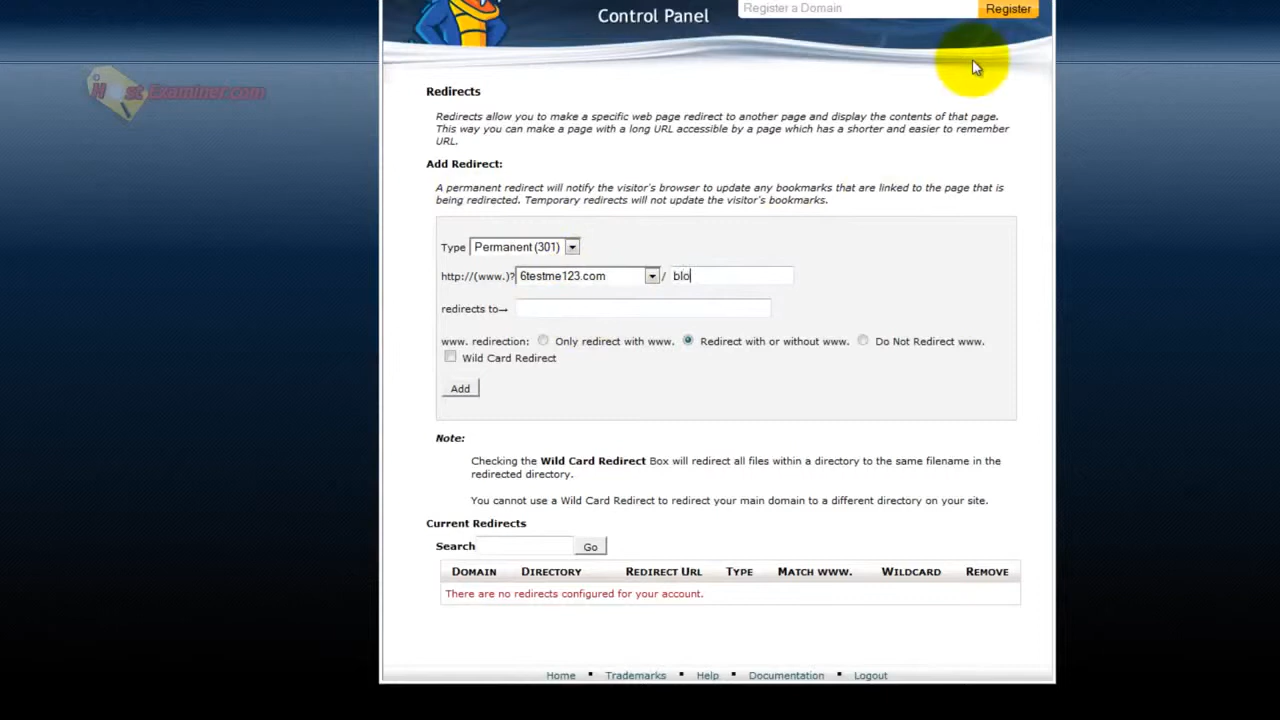 Control Panel
Register a Domain
Register
Host Examiner.com
Redirects
Redirects allow you to make a specific web page redirect to another page and display the contents of that page.
This way you can make a page with a long URL accessible by a page which has a shorter and easier to remember
URL.
Add Redirect:
A permanent redirect will notify the visitor's browser to update any bookmarks that are linked to the page that is
being redirected. Temporary redirects will not update the visitor's bookmarks.
Type Permanent (301)
http://(www.)? 6testme123.com / blo
redirects to→
www. redirection: Only redirect with www. Redirect with or without www. Do Not Redirect www.
Wild Card Redirect
Add
Note:
Checking the Wild Card Redirect Box will redirect all files within a directory to the same filename in the
redirected directory.
You cannot use a Wild Card Redirect to redirect your main domain to a different directory on your site.
Current Redirects
Search Go
DOMAIN DIRECTORY REDIRECT URL TYPE MATCH WWW. WILDCARD REMOVE
There are no redirects configured for your account.
Home ▪ Trademarks ▪ Help ▪ Documentation ▪ Logout